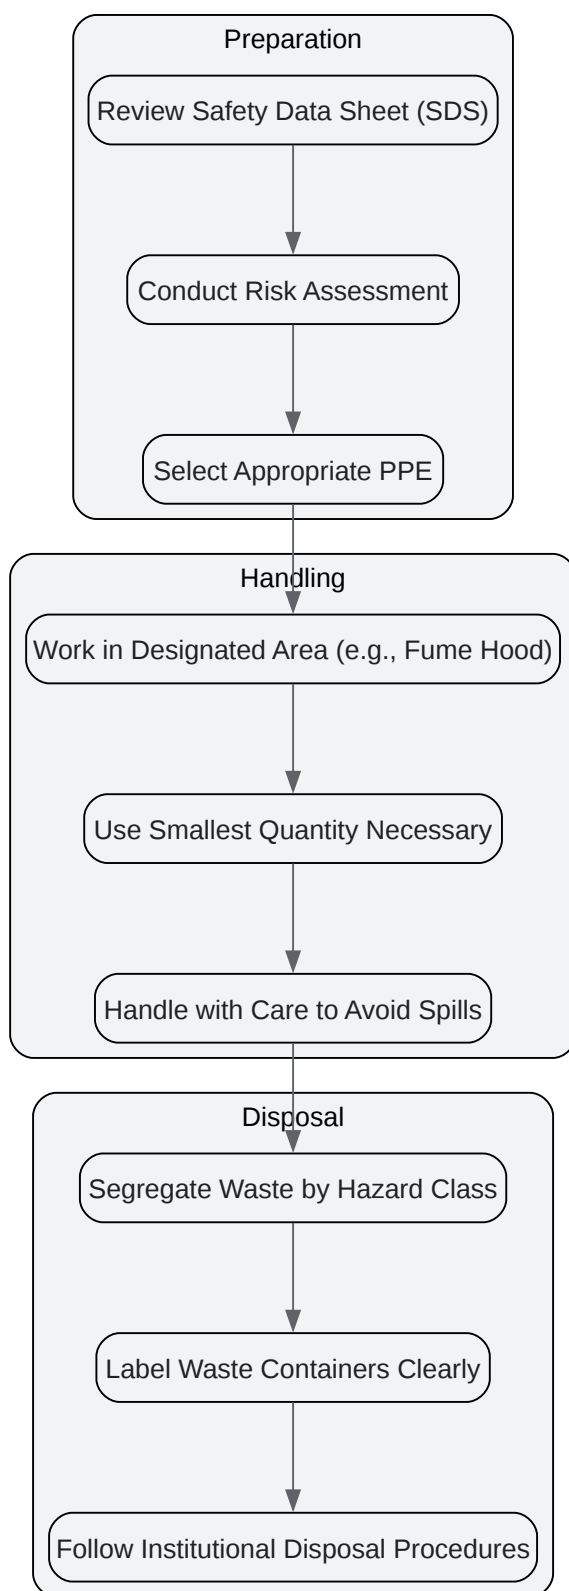 Preparation
Review Safety Data Sheet (SDS)
Conduct Risk Assessment
Select Appropriate PPE
Handling
Work in Designated Area (e.g., Fume Hood)
Use Smallest Quantity Necessary
Handle with Care to Avoid Spills
Disposal
Segregate Waste by Hazard Class
Label Waste Containers Clearly
Follow Institutional Disposal Procedures